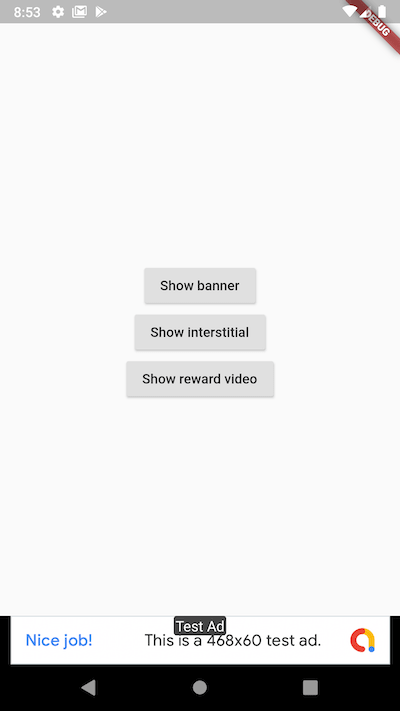 8:53
DEBUG
Show banner
Show interstitial
Show reward video
Test Ad
Nice job! This is a 468x60 test ad.